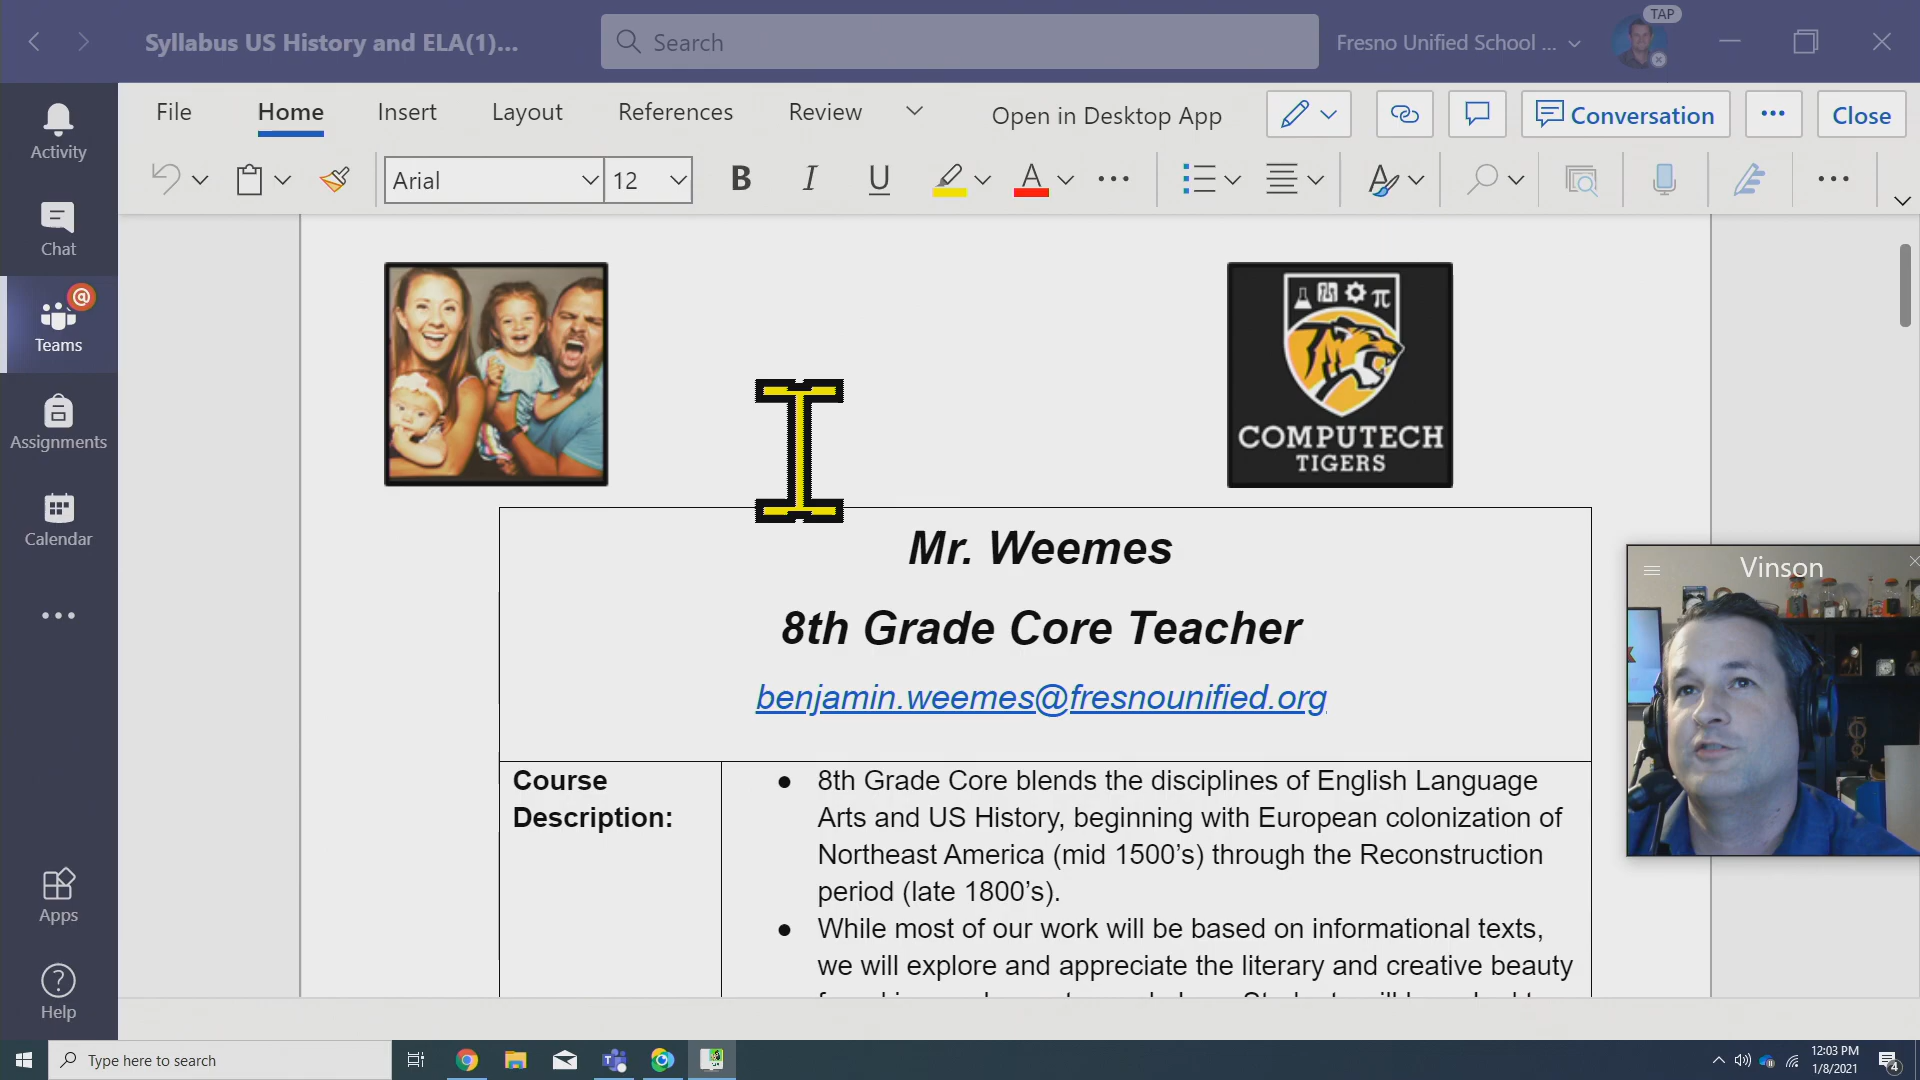 Syllabus US History and ELA(1)...
Search
Fresno Unified School ...
TAP
File
Home
Insert
Layout
References
Review
Open in Desktop App
Conversation
Close
Arial
12
B
I
U
A
Activity
Chat
Teams
Assignments
Calendar
Apps
Help
COMPUTECH
TIGERS
Mr. Weemes
8th Grade Core Teacher
benjamin.weemes@fresnounified.org
Vinson
Course
Description:
● 8th Grade Core blends the disciplines of English Language
Arts and US History, beginning with European colonization of
Northeast America (mid 1500’s) through the Reconstruction
period (late 1800’s).
● While most of our work will be based on informational texts,
we will explore and appreciate the literary and creative beauty
Type here to search
12:03 PM
1/8/2021
4